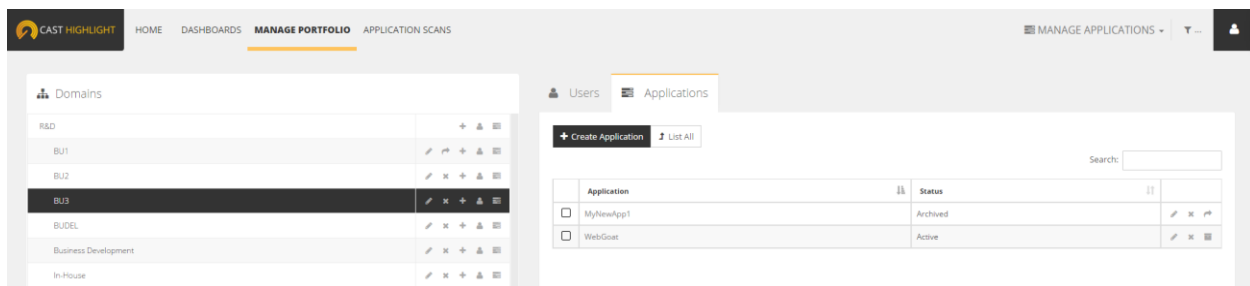 CAST HIGHLIGHT HOME DASHBOARDS MANAGE PORTFOLIO APPLICATION SCANS MANAGE APPLICATIONS ...
Domains
R&D
BU1
BU2
BU3
BUDEL
Business Development
In-House
Users Applications
Create Application List All
Search:
Application Status
MyNewApp1 Archived
WebGoat Active